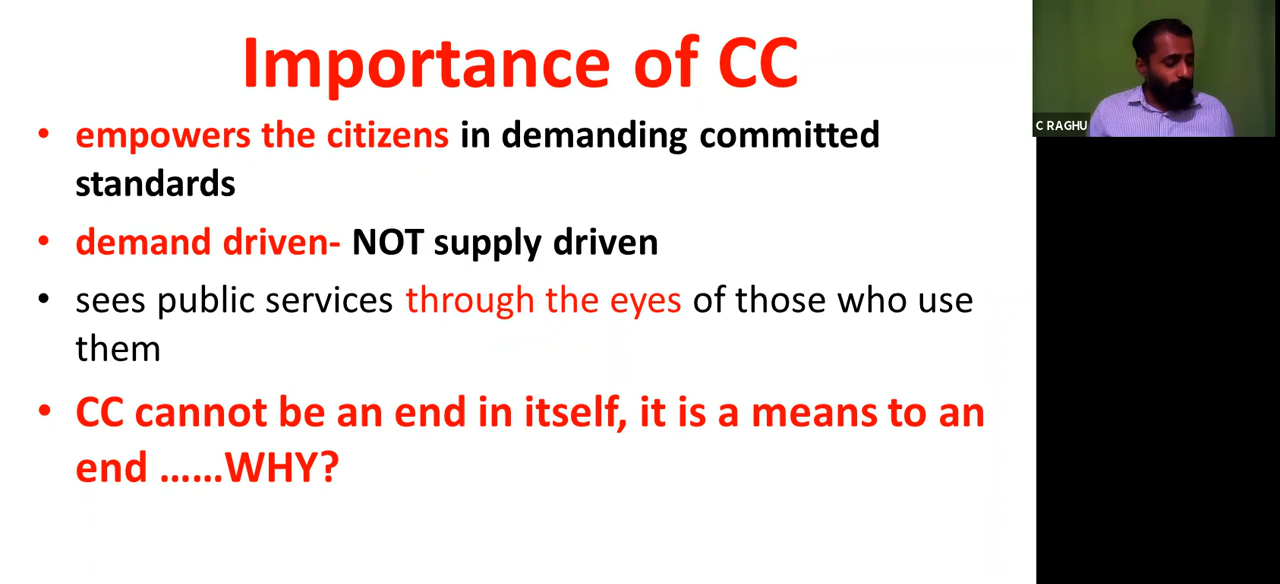 Importance of CC
• empowers the citizens in demanding committed
standards
• demand driven- NOT supply driven
• sees public services through the eyes of those who use
them
• CC cannot be an end in itself, it is a means to an
end ......WHY?
C RAGHU